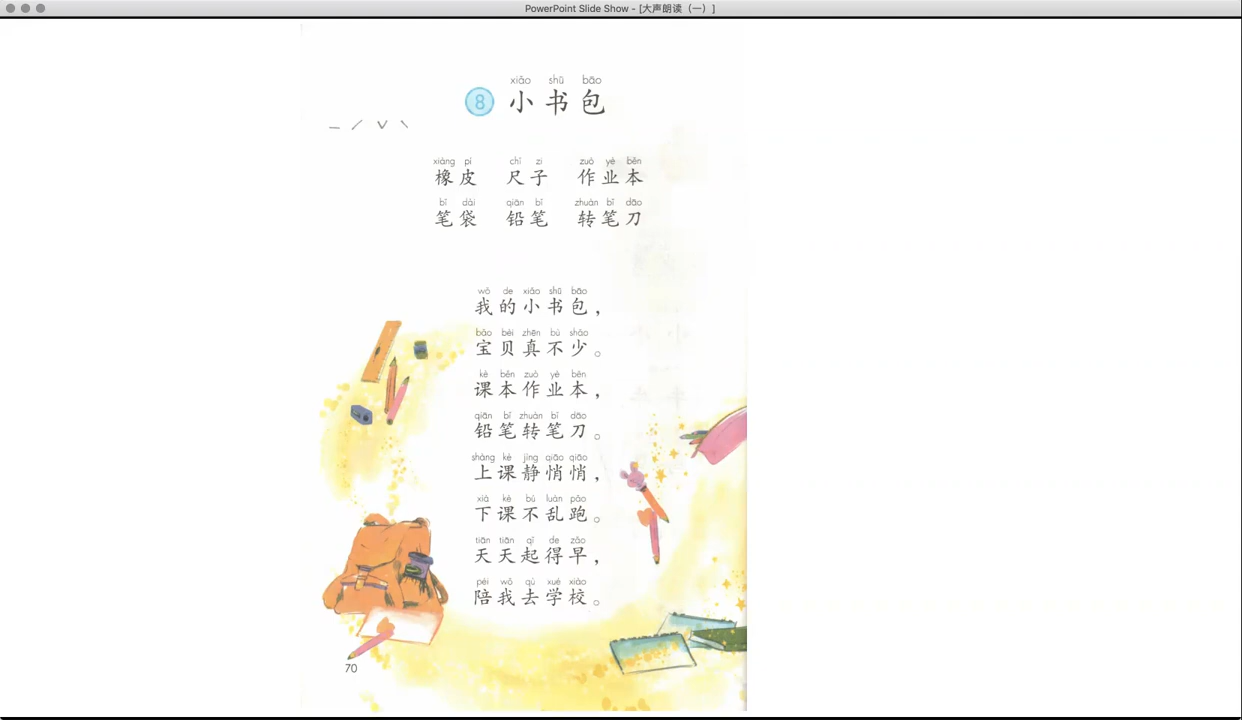 PowerPoint Slide Show - [大声朗读（一）]
xiǎo shū bāo
8 小书包
xiàng pí chǐ zi zuò yè běn
橡皮 尺子 作业本
bǐ dài qiān bǐ zhuàn bǐ dāo
笔袋 铅笔 转笔刀
wǒ de xiǎo shū bāo
我的小书包，
bǎo bèi zhēn bù shǎo
宝贝真不少。
kè běn zuò yè běn
课本作业本，
qiān bǐ zhuàn bǐ dāo
铅笔转笔刀。
shàng kè jìng qiāo qiāo
上课静悄悄，
xià kè bú luàn pǎo
下课不乱跑。
tiān tiān qǐ de zǎo
天天起得早，
péi wǒ qù xué xiào
陪我去学校。
70